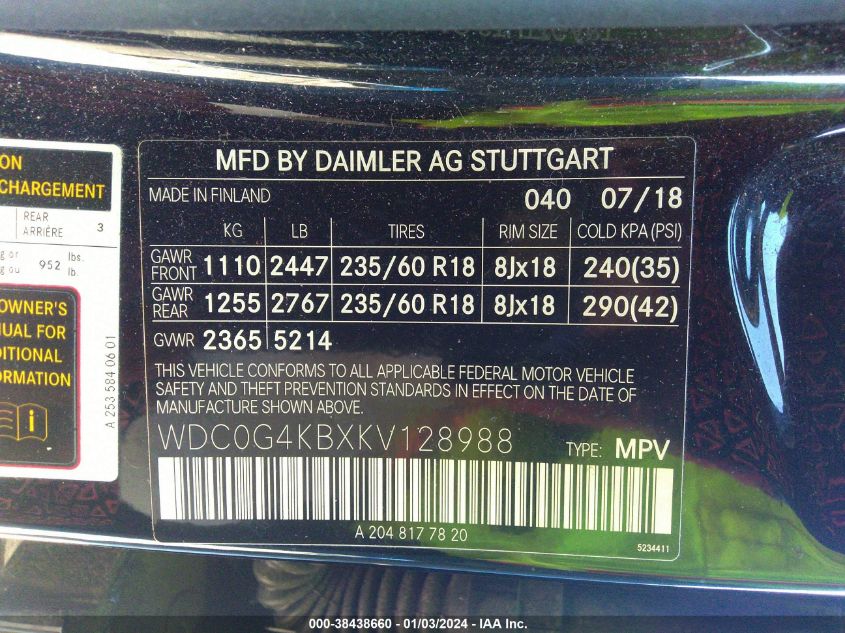 ON
CHARGEMENT
REAR
ARRIÉRE 3
g or
g ou 952 lbs.
lb.
OWNER'S
NUAL FOR
DITIONAL
ORMATION
i
A 253 584 06 01
MFD BY DAIMLER AG STUTTGART
MADE IN FINLAND 040 07/18
KG LB TIRES RIM SIZE COLD KPA (PSI)
GAWR FRONT 1110 2447 235/60 R18 8Jx18 240(35)
GAWR REAR 1255 2767 235/60 R18 8Jx18 290(42)
GVWR 2365 5214
THIS VEHICLE CONFORMS TO ALL APPLICABLE FEDERAL MOTOR VEHICLE
SAFETY AND THEFT PREVENTION STANDARDS IN EFFECT ON THE DATE OF
MANUFACTURE SHOWN ABOVE.
WDC0G4KBXKV128988 TYPE: MPV
A 204 817 78 20
5234411
000-38438660 - 01/03/2024 - IAA Inc.